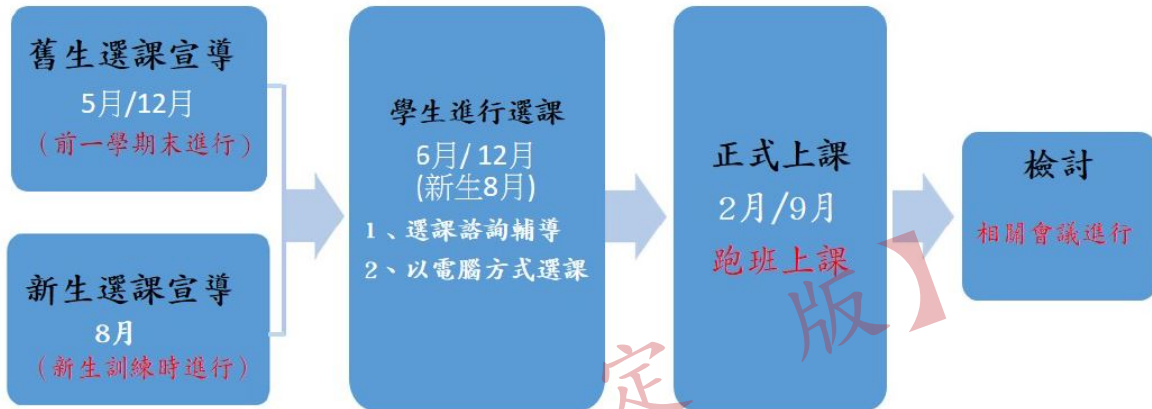 舊生選課宣導
5月/12月
（前一學期末進行）
新生選課宣導
8月
（新生訓練時進行）
學生進行選課
6月/ 12月
(新生8月)
1、選課諮詢輔導
2、以電腦方式選課
正式上課
2月/9月
跑班上課
檢討
相關會議進行
定版】